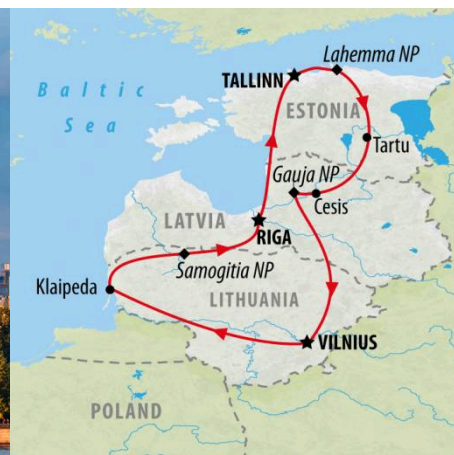 Lahemma NP
TALLINN
Baltic
Sea
ESTONIA
Tartu
Gauja NP
Cesis
LATVIA
RIGA
Samogitia NP
Klaipeda
LITHUANIA
VILNIUS
POLAND